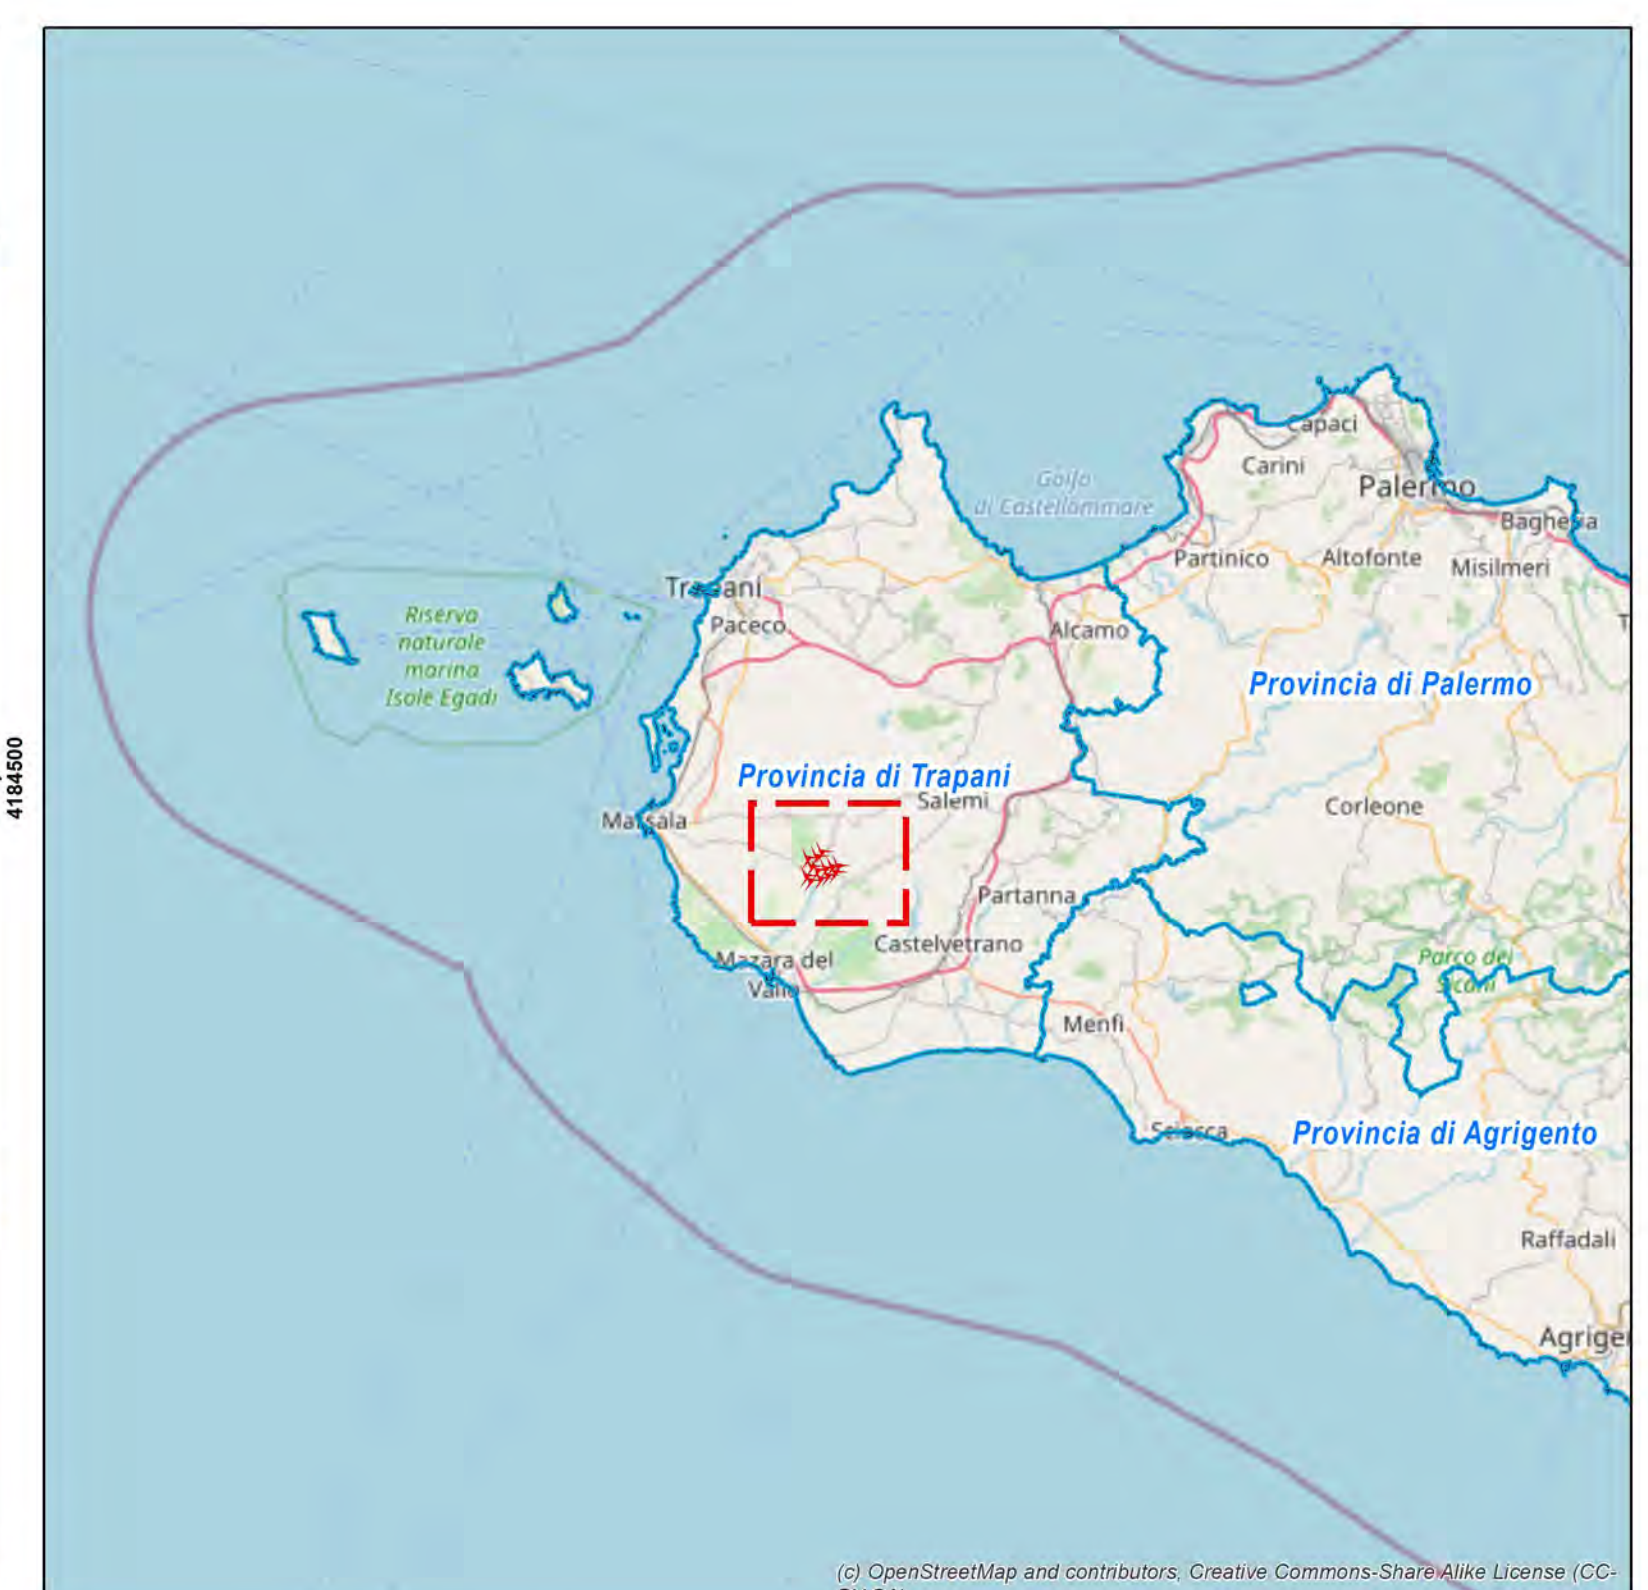 Capaci
Carini
Palermo
Golfo
di Castellammare
Bagheria
Partinico
Altofonte
Misilmeri
Trapani
Riserva
naturale
marina
Isole Egadi
Paceco
Alcamo
T
Provincia di Palermo
4184500
Provincia di Trapani
Salemi
Corleone
Marsala
Partanna
Castelvetrano
Mazara del
Vallo
Parco dei
Sicani
Menfi
Sciacca
Provincia di Agrigento
Raffadali
Agrige
(c) OpenStreetMap and contributors, Creative Commons-Share Alike License (CC-